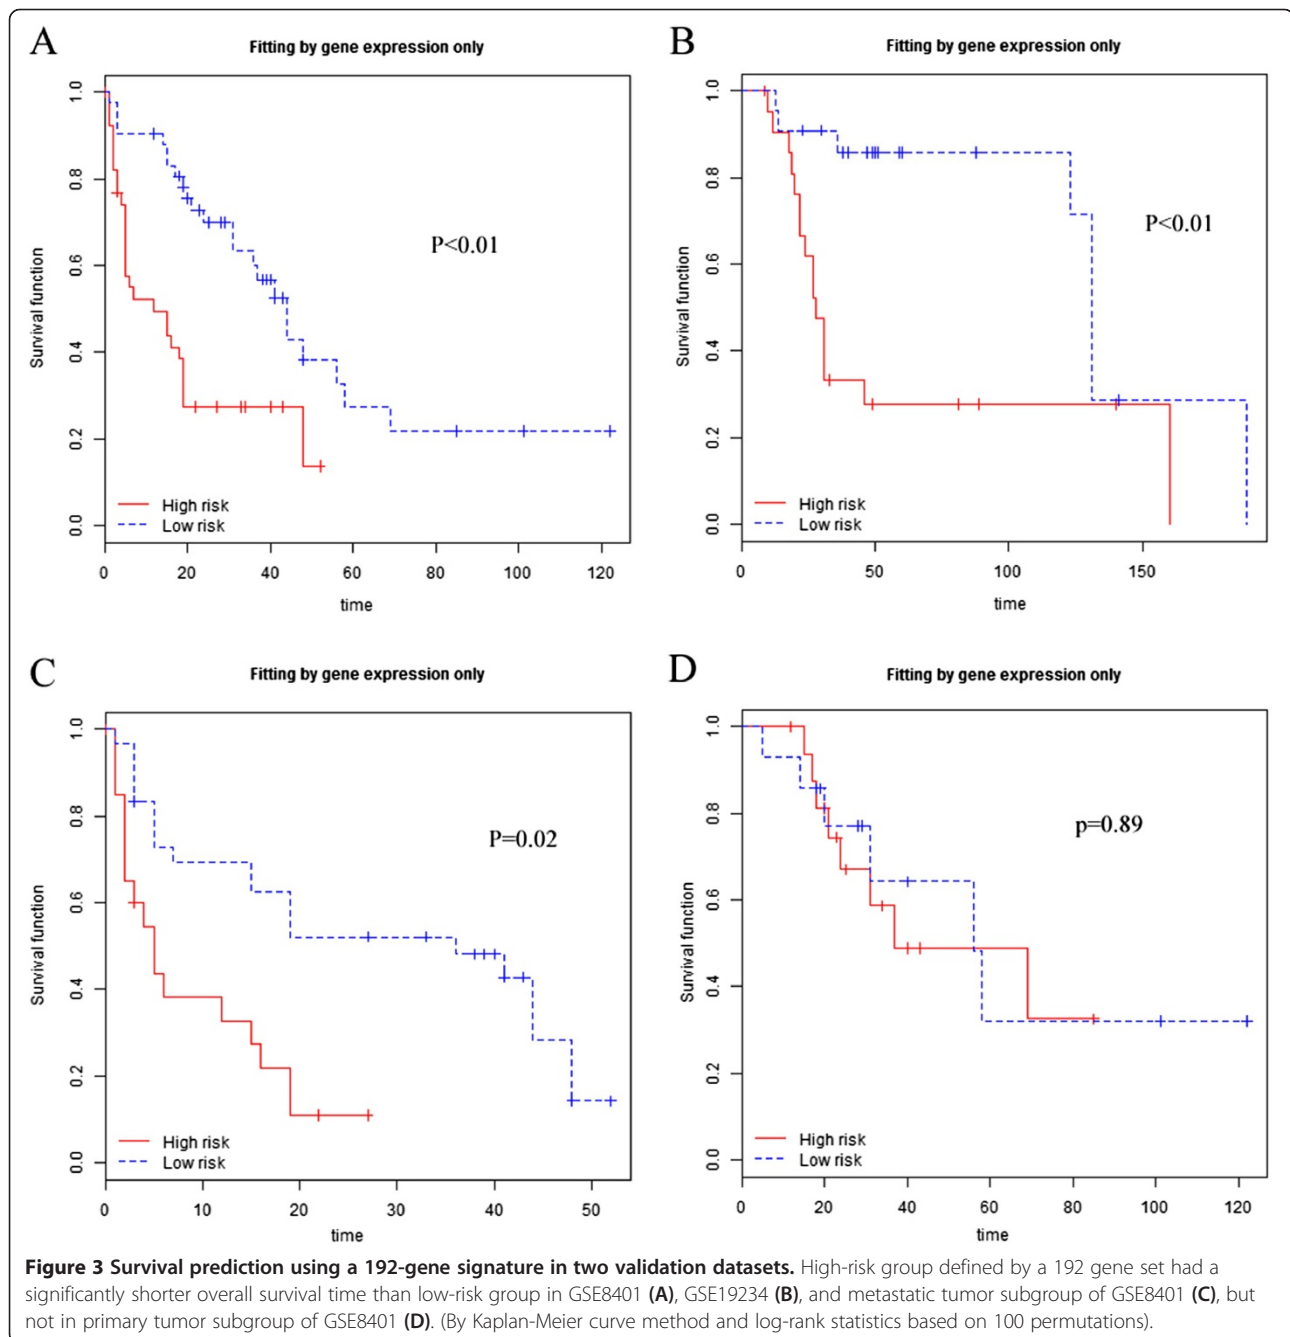 A
Fitting by gene expression only
Survival function
0.0 0.2 0.4 0.6 0.8 1.0
P<0.01
High risk
Low risk
0 20 40 60 80 100 120
time
B
Fitting by gene expression only
Survival function
0.0 0.2 0.4 0.6 0.8 1.0
P<0.01
High risk
Low risk
0 50 100 150
time
C
Fitting by gene expression only
Survival function
0.0 0.2 0.4 0.6 0.8 1.0
P=0.02
High risk
Low risk
0 10 20 30 40 50
time
D
Fitting by gene expression only
Survival function
0.0 0.2 0.4 0.6 0.8 1.0
p=0.89
High risk
Low risk
0 20 40 60 80 100 120
time
Figure 3 Survival prediction using a 192-gene signature in two validation datasets. High-risk group defined by a 192 gene set had a
significantly shorter overall survival time than low-risk group in GSE8401 (A), GSE19234 (B), and metastatic tumor subgroup of GSE8401 (C), but
not in primary tumor subgroup of GSE8401 (D). (By Kaplan-Meier curve method and log-rank statistics based on 100 permutations).